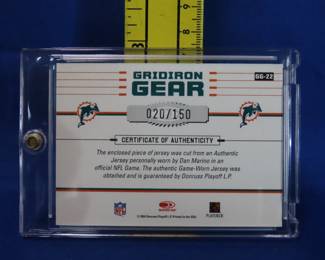 GRIDIRON
GEAR
GG-22
020/150
CERTIFICATE OF AUTHENTICITY
The enclosed piece of jersey was cut from an Authentic
Jersey personally worn by Dan Marino in an
official NFL Game. The authentic Game-Worn Jersey was
obtained and is guaranteed by Donruss Playoff L.P.
NFL
PLAYERS